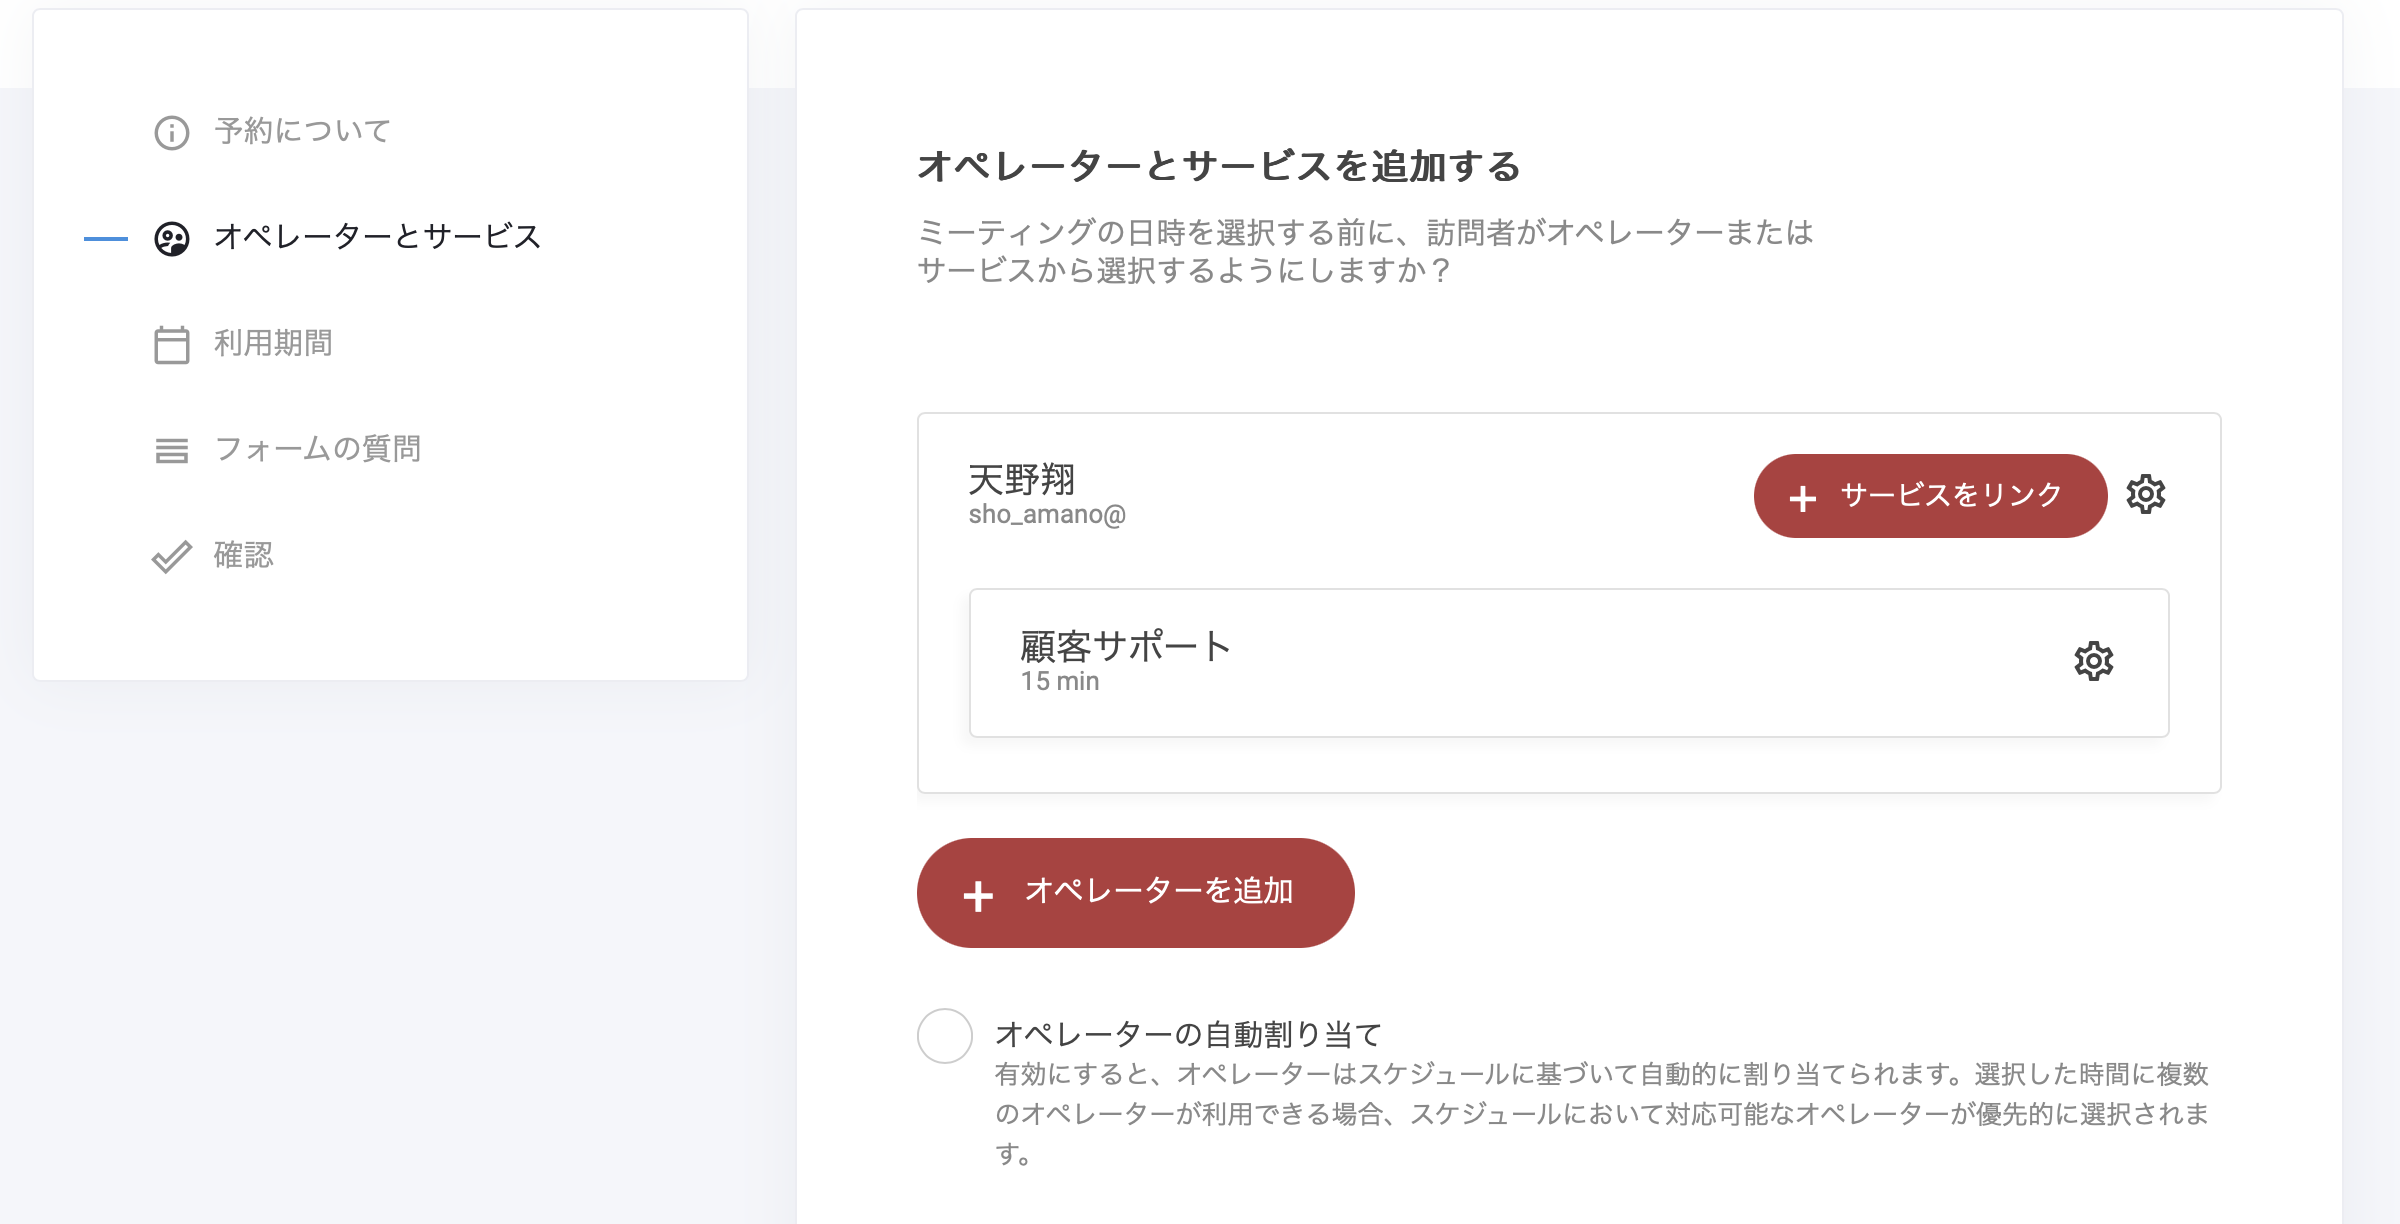 予約について
オペレーターとサービス
利用期間
フォームの質問
確認
オペレーターとサービスを追加する
ミーティングの日時を選択する前に、訪問者がオペレーターまたは
サービスから選択するようにしますか？
天野翔
sho_amano@
サービスをリンク
顧客サポート
15 min
オペレーターを追加
オペレーターの自動割り当て
有効にすると、オペレーターはスケジュールに基づいて自動的に割り当てられます。選択した時間に複数
のオペレーターが利用できる場合、スケジュールにおいて対応可能なオペレーターが優先的に選択されま
す。